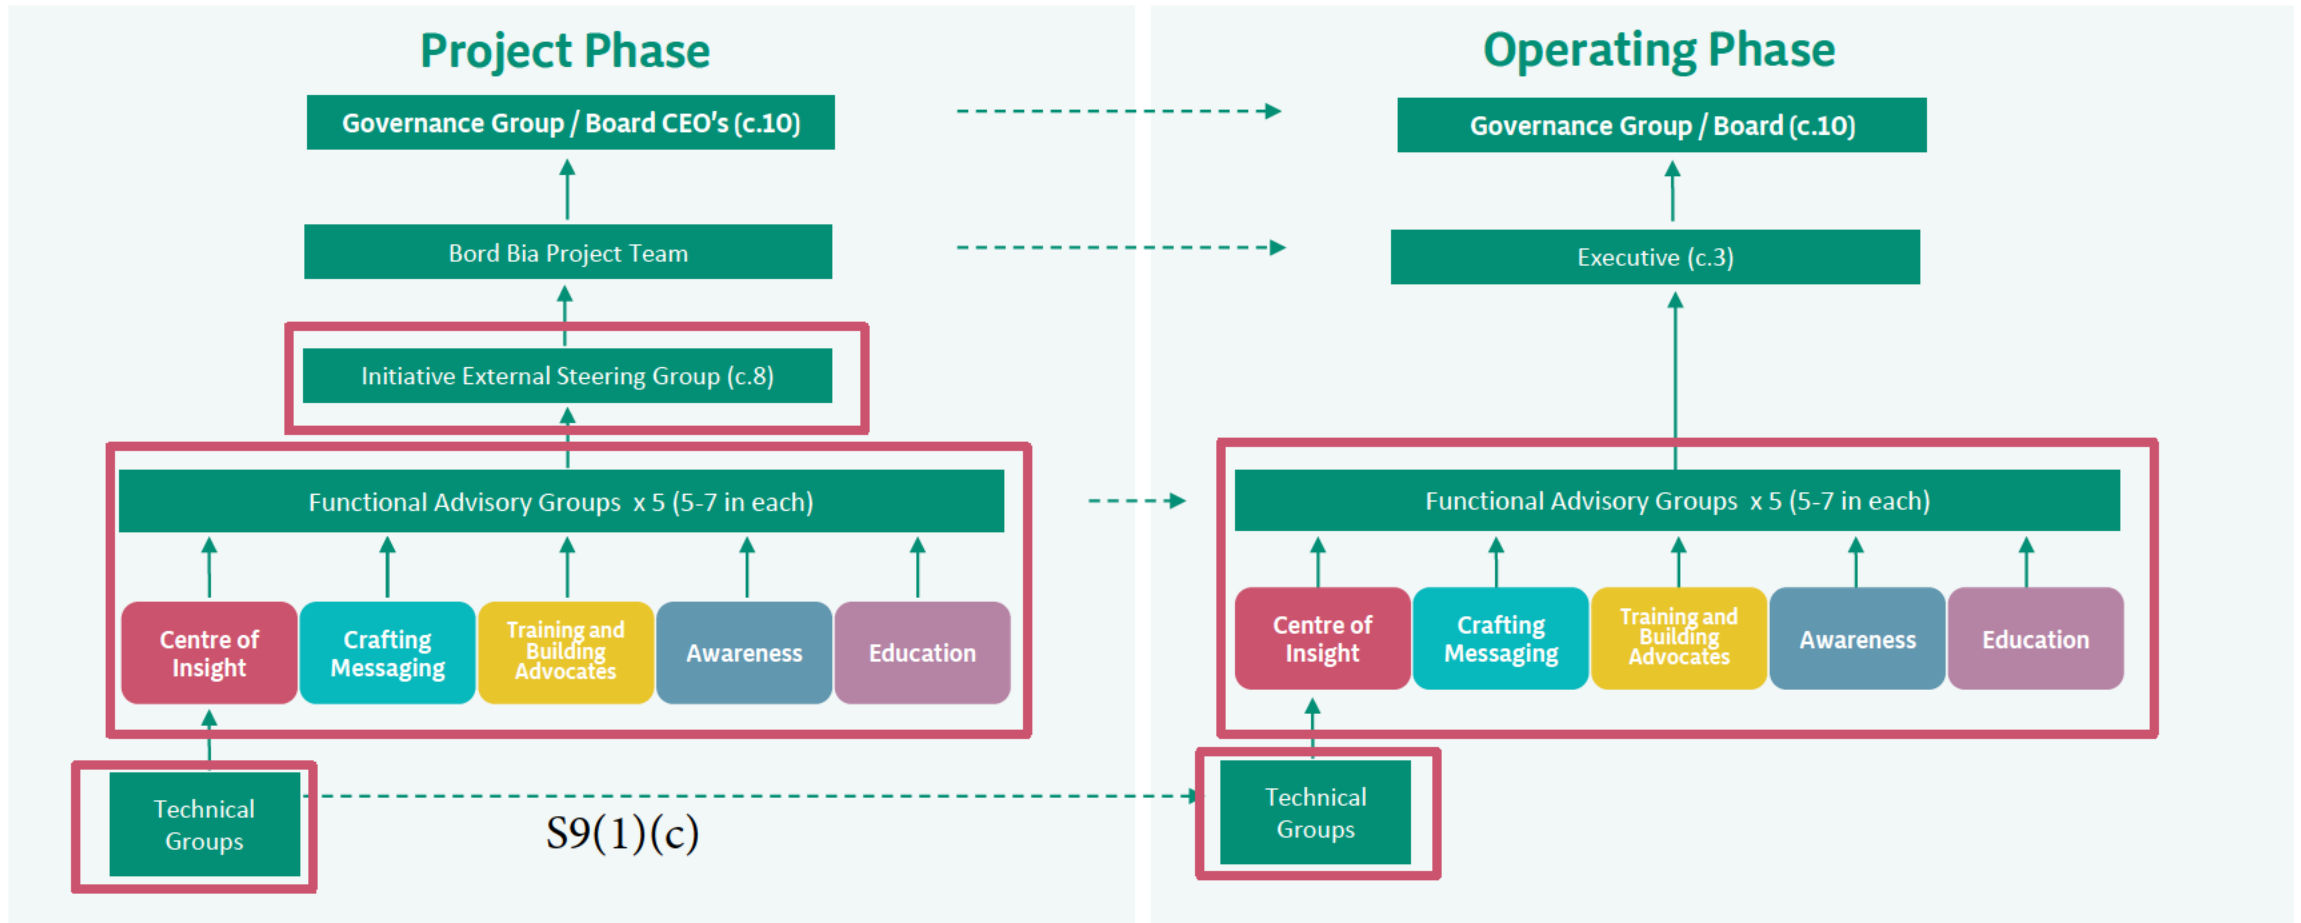 Project Phase
Governance Group / Board CEO's (c.10)
Bord Bia Project Team
Initiative External Steering Group (c.8)
Functional Advisory Groups x 5 (5-7 in each)
Centre of
Insight
Crafting
Messaging
Training and
Building
Advocates
Awareness
Education
Technical
Groups
S9(1)(c)
Operating Phase
Governance Group / Board (c.10)
Executive (c.3)
Functional Advisory Groups x 5 (5-7 in each)
Centre of
Insight
Crafting
Messaging
Training and
Building
Advocates
Awareness
Education
Technical
Groups